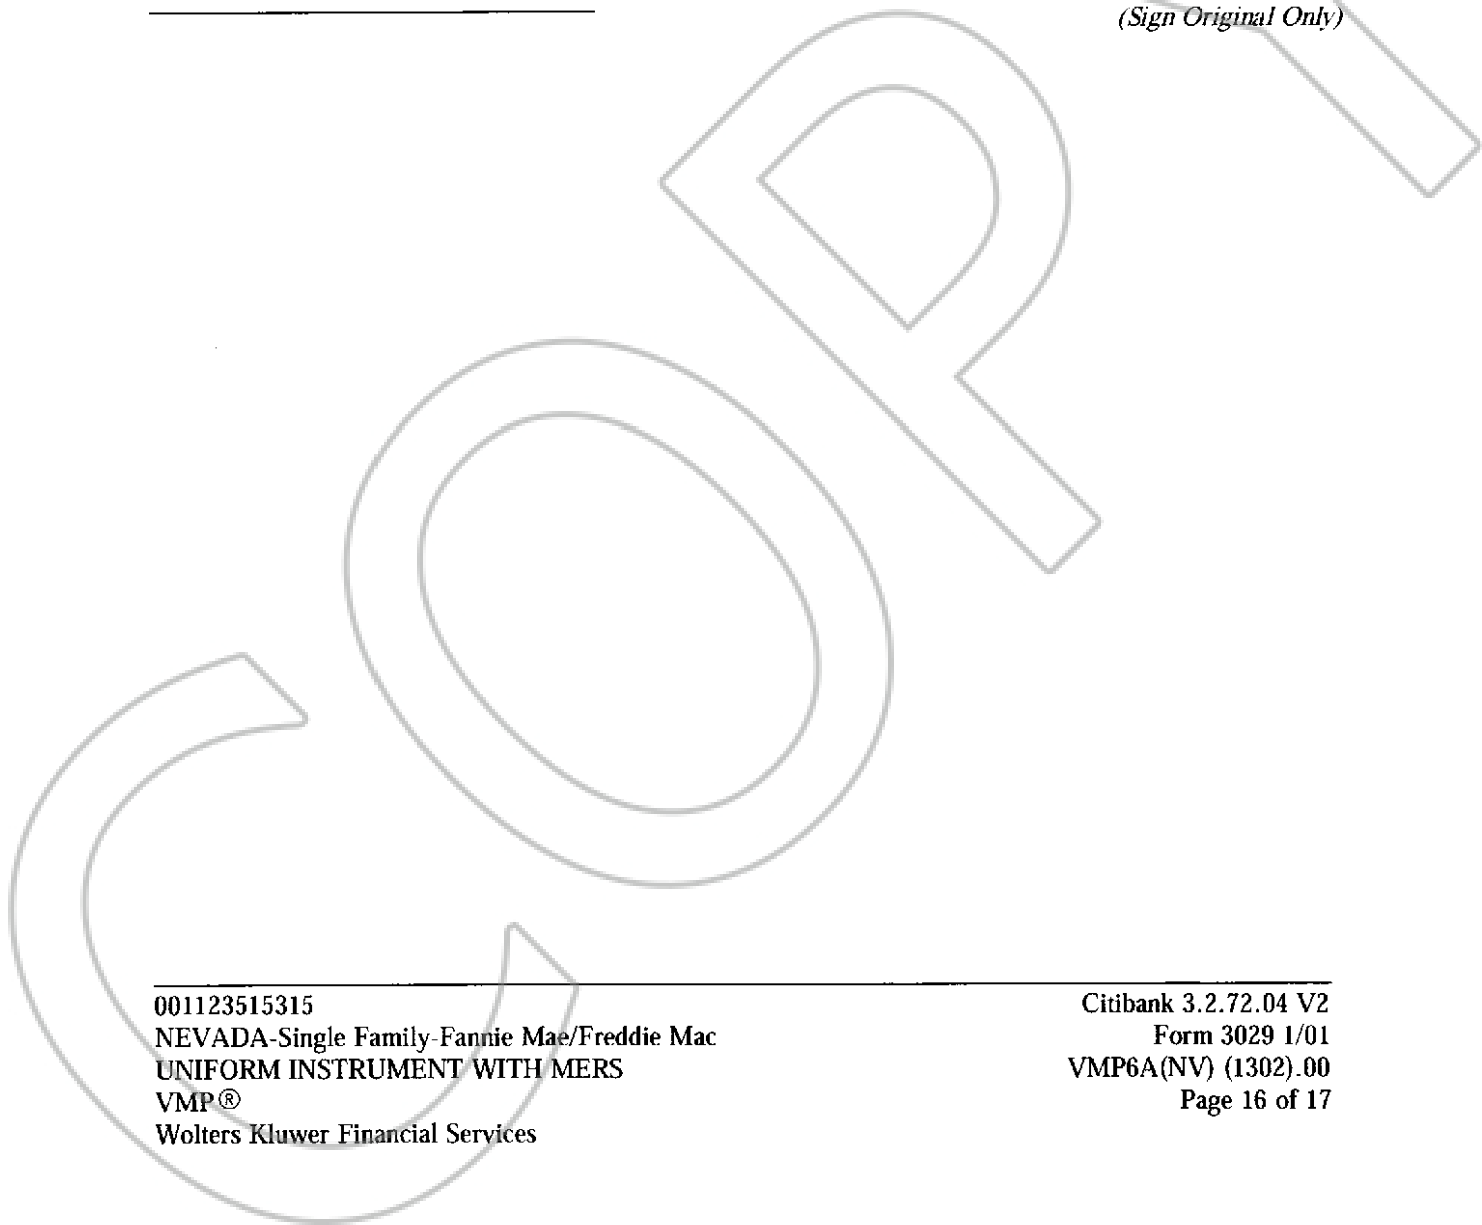 (Sign Original Only)
COPY
001123515315
NEVADA-Single Family-Fannie Mae/Freddie Mac
UNIFORM INSTRUMENT WITH MERS
VMP®
Wolters Kluwer Financial Services
Citibank 3.2.72.04 V2
Form 3029 1/01
VMP6A(NV) (1302).00
Page 16 of 17